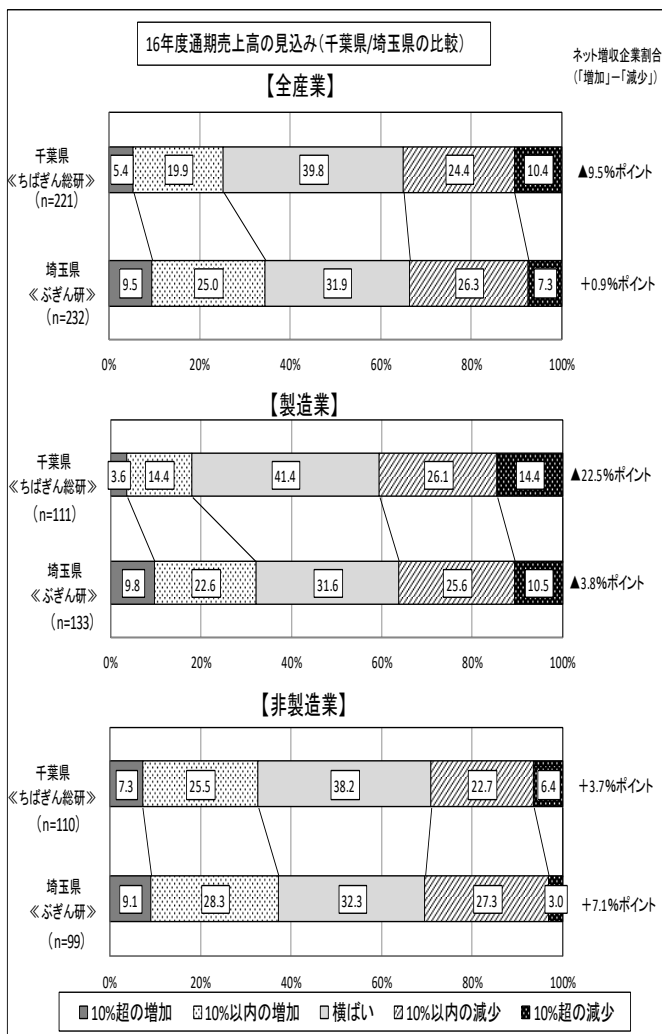 16年度通期売上高の見込み(千葉県/埼玉県の比較)
ネット増収企業割合
(「増加」ー「減少」)
【全産業】
千葉県
≪ちばぎん総研≫
(n=221)
5.4 19.9 39.8 24.4 10.4
▲9.5%ポイント
埼玉県
≪ぶぎん研≫
(n=232)
9.5 25.0 31.9 26.3 7.3
+0.9%ポイント
0% 20% 40% 60% 80% 100%
【製造業】
千葉県
≪ちばぎん総研≫
(n=111)
3.6 14.4 41.4 26.1 14.4
▲22.5%ポイント
埼玉県
≪ぶぎん研≫
(n=133)
9.8 22.6 31.6 25.6 10.5
▲3.8%ポイント
0% 20% 40% 60% 80% 100%
【非製造業】
千葉県
≪ちばぎん総研≫
(n=110)
7.3 25.5 38.2 22.7 6.4
+3.7%ポイント
埼玉県
≪ぶぎん研≫
(n=99)
9.1 28.3 32.3 27.3 3.0
+7.1%ポイント
0% 20% 40% 60% 80% 100%
10%超の増加 10%以内の増加 横ばい 10%以内の減少 10%超の減少